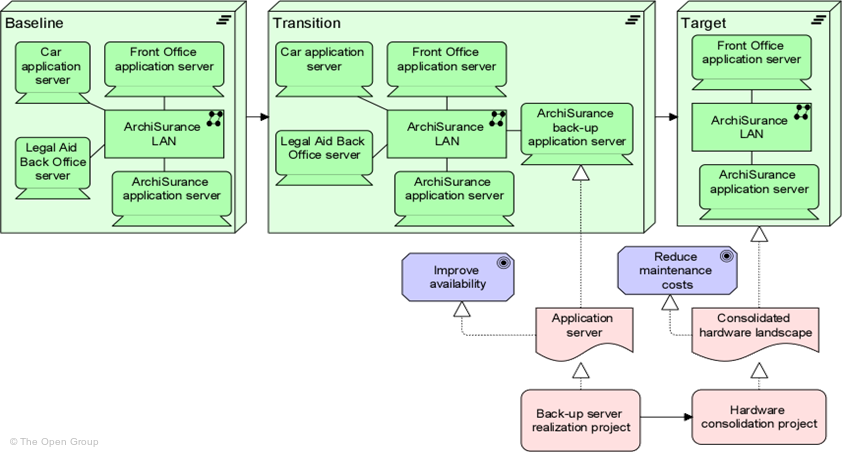 Baseline
Car
application
server
Front Office
application server
ArchiSurance
LAN
Legal Aid
Back Office
server
ArchiSurance
application server
Transition
Car application
server
Front Office
application server
ArchiSurance
LAN
Legal Aid Back
Office server
ArchiSurance
application server
ArchiSurance
back-up
application server
Target
Front Office
application server
ArchiSurance
LAN
ArchiSurance
application server
Improve
availability
Reduce
maintenance
costs
Application
server
Consolidated
hardware landscape
Back-up server
realization project
Hardware
consolidation project
© The Open Group